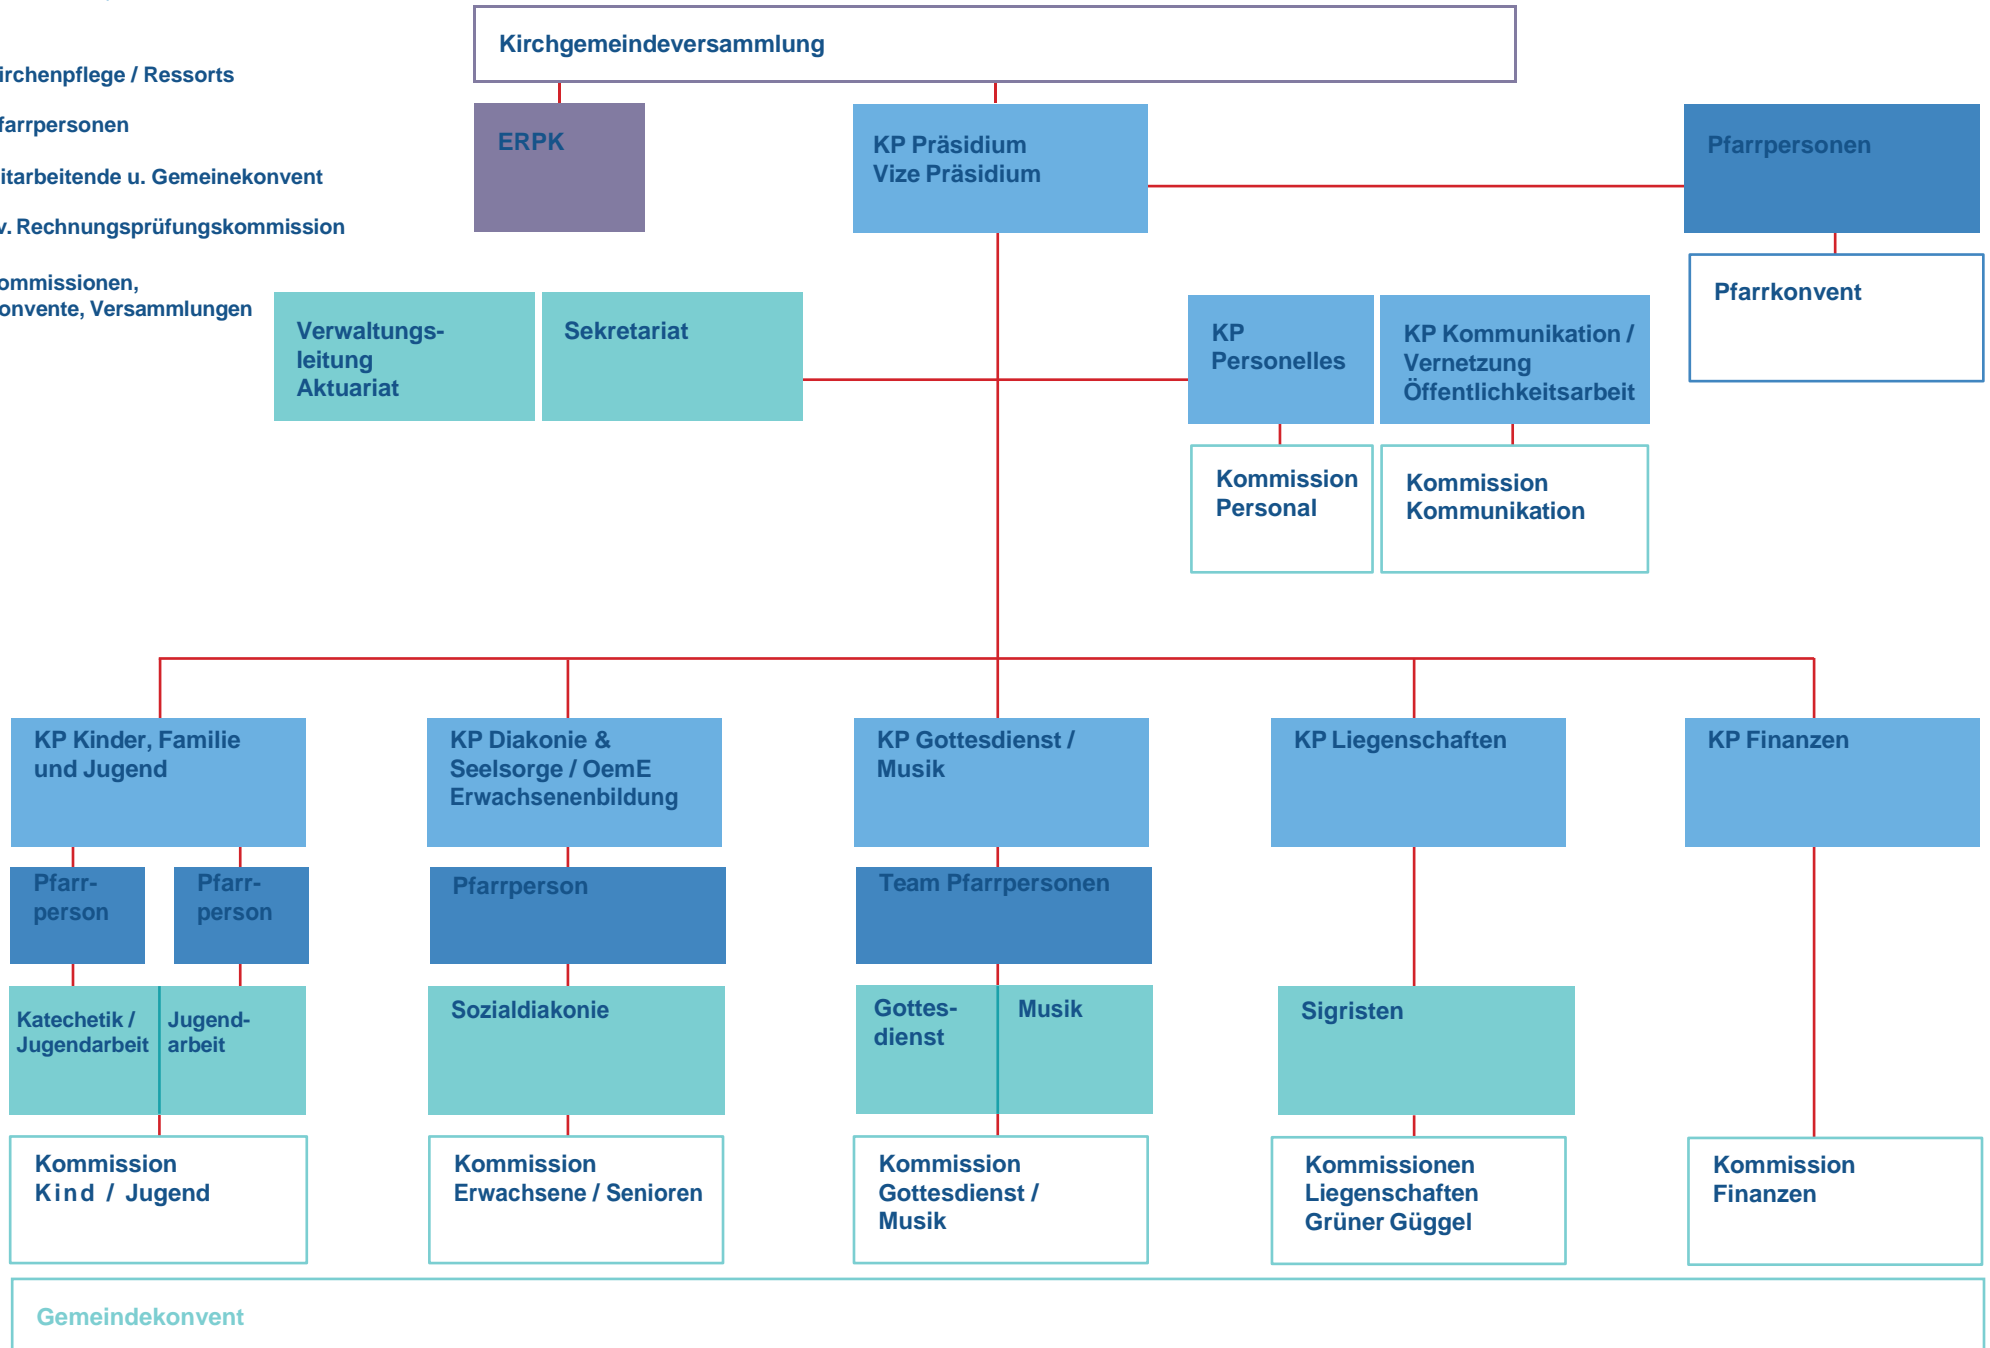 Kirchgemeindeversammlung
irchenpflege / Ressorts
farrpersonen
itarbeitende u. Gemeinekonvent
v. Rechnungsprüfungskommission
ommissionen,
onvente, Versammlungen
ERPK
KP Präsidium
Vize Präsidium
Pfarrpersonen
Pfarrkonvent
Verwaltungs-
leitung
Aktuariat
Sekretariat
KP
Personelles
KP Kommunikation /
Vernetzung
Öffentlichkeitsarbeit
Kommission
Personal
Kommission
Kommunikation
KP Kinder, Familie
und Jugend
KP Diakonie &
Seelsorge / OemE
Erwachsenenbildung
KP Gottesdienst /
Musik
KP Liegenschaften
KP Finanzen
Pfarr-
person
Pfarr-
person
Pfarrperson
Team Pfarrpersonen
Katechetik /
Jugendarbeit
Jugend-
arbeit
Sozialdiakonie
Gottes-
dienst
Musik
Sigristen
Kommission
Kind / Jugend
Kommission
Erwachsene / Senioren
Kommission
Gottesdienst /
Musik
Kommissionen
Liegenschaften
Grüner Güggel
Kommission
Finanzen
Gemeindekonvent